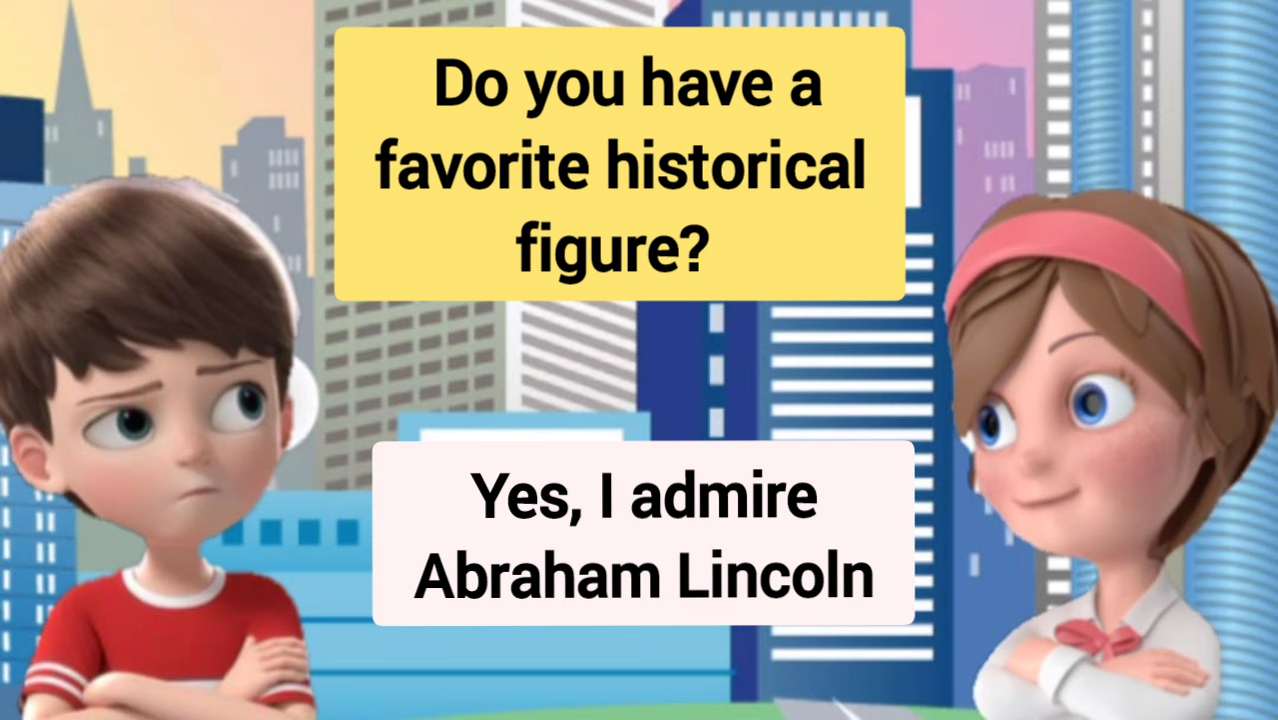 Do you have a
favorite historical
figure?
Yes, I admire
Abraham Lincoln